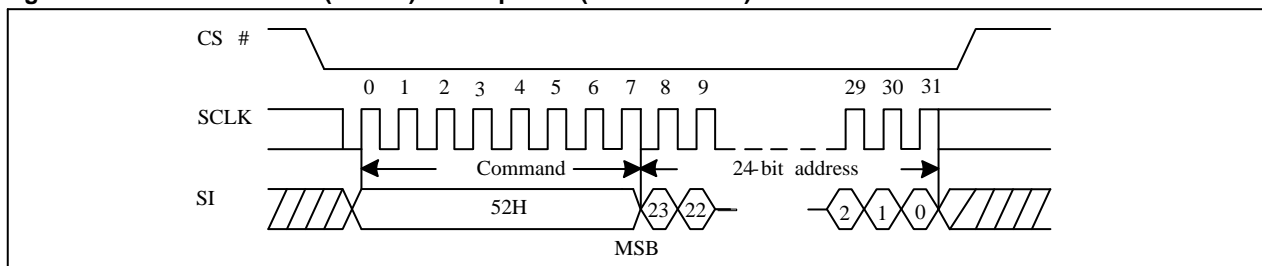 CS #
0 1 2 3 4 5 6 7 8 9 29 30 31
SCLK
Command 24-bit address
SI
52H 23 22 2 1 0
MSB